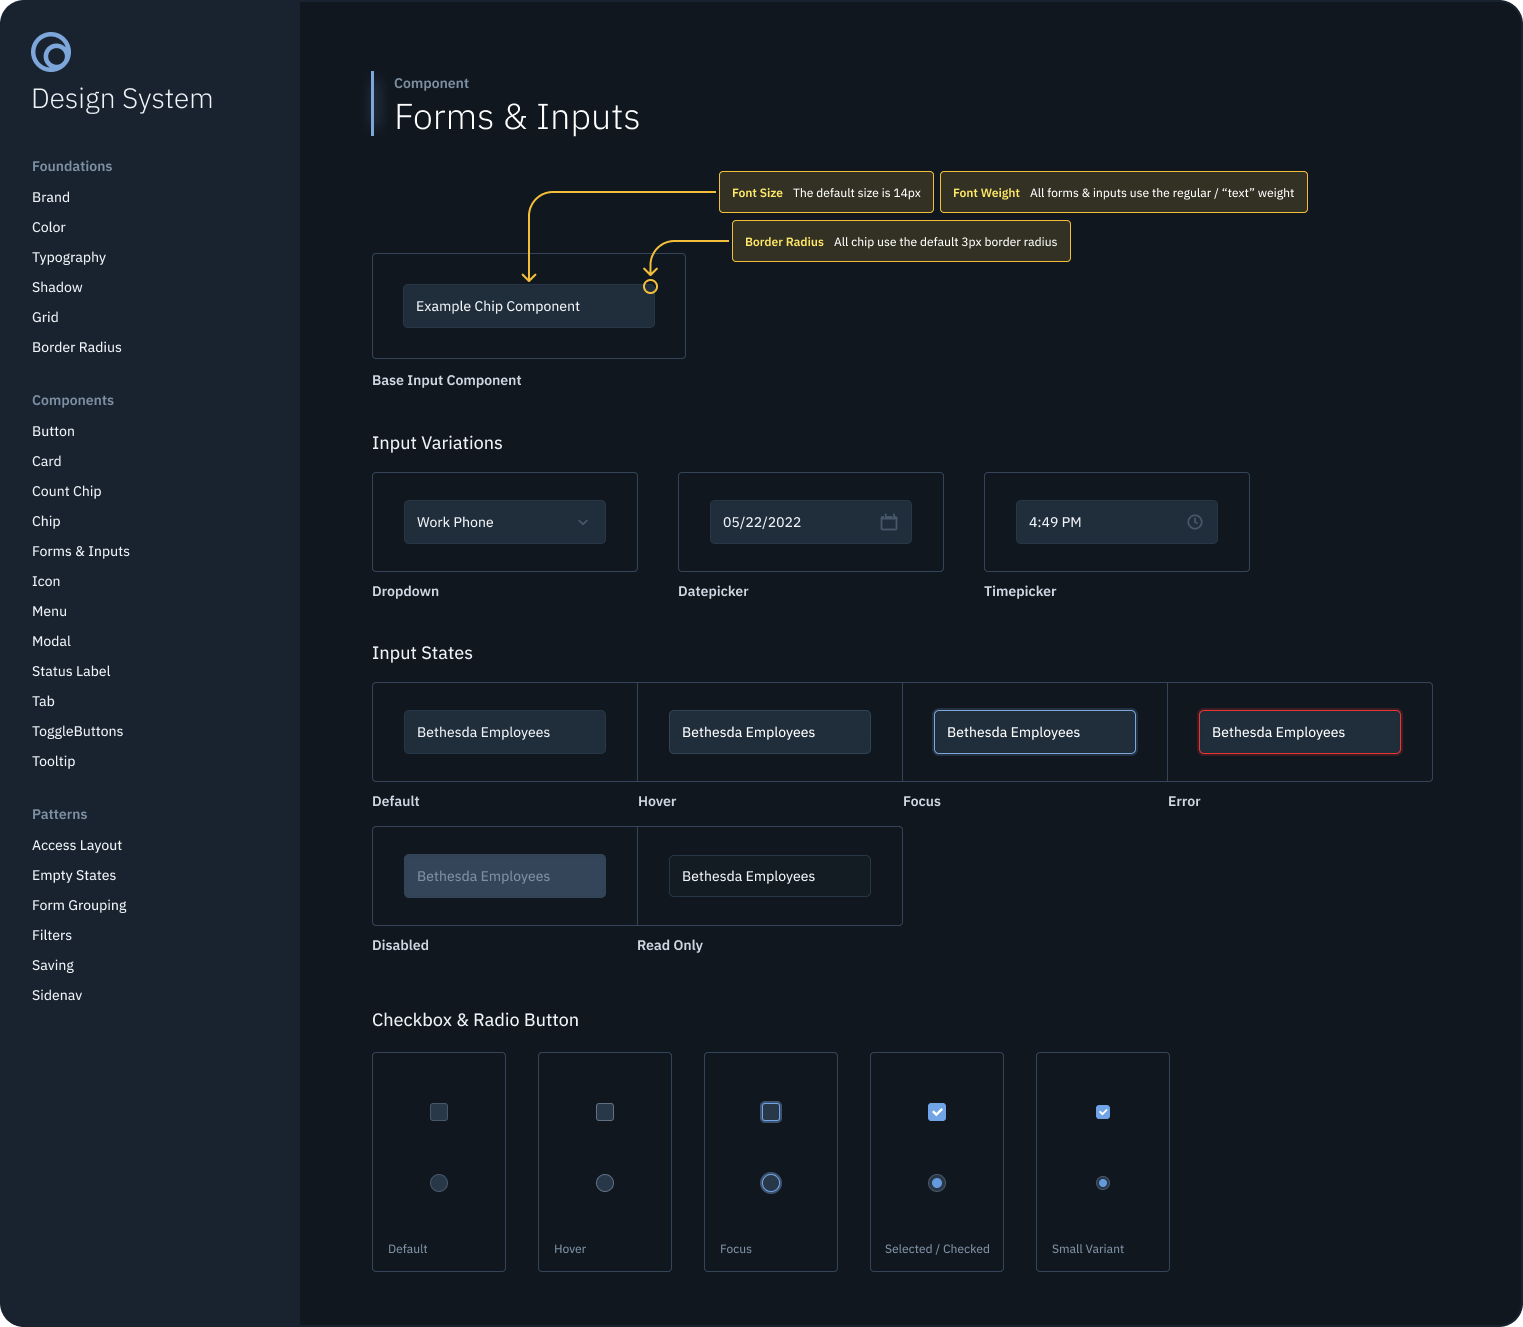 Design System
Foundations
Brand
Color
Typography
Shadow
Grid
Border Radius
Components
Button
Card
Count Chip
Chip
Forms & Inputs
Icon
Menu
Modal
Status Label
Tab
ToggleButtons
Tooltip
Patterns
Access Layout
Empty States
Form Grouping
Filters
Saving
Sidenav
Component
Forms & Inputs
Font Size The default size is 14px
Font Weight All forms & inputs use the regular / “text” weight
Border Radius All chip use the default 3px border radius
Example Chip Component
Base Input Component
Input Variations
Work Phone
05/22/2022
4:49 PM
Dropdown
Datepicker
Timepicker
Input States
Bethesda Employees
Bethesda Employees
Bethesda Employees
Bethesda Employees
Default
Hover
Focus
Error
Bethesda Employees
Bethesda Employees
Disabled
Read Only
Checkbox & Radio Button
Default
Hover
Focus
Selected / Checked
Small Variant